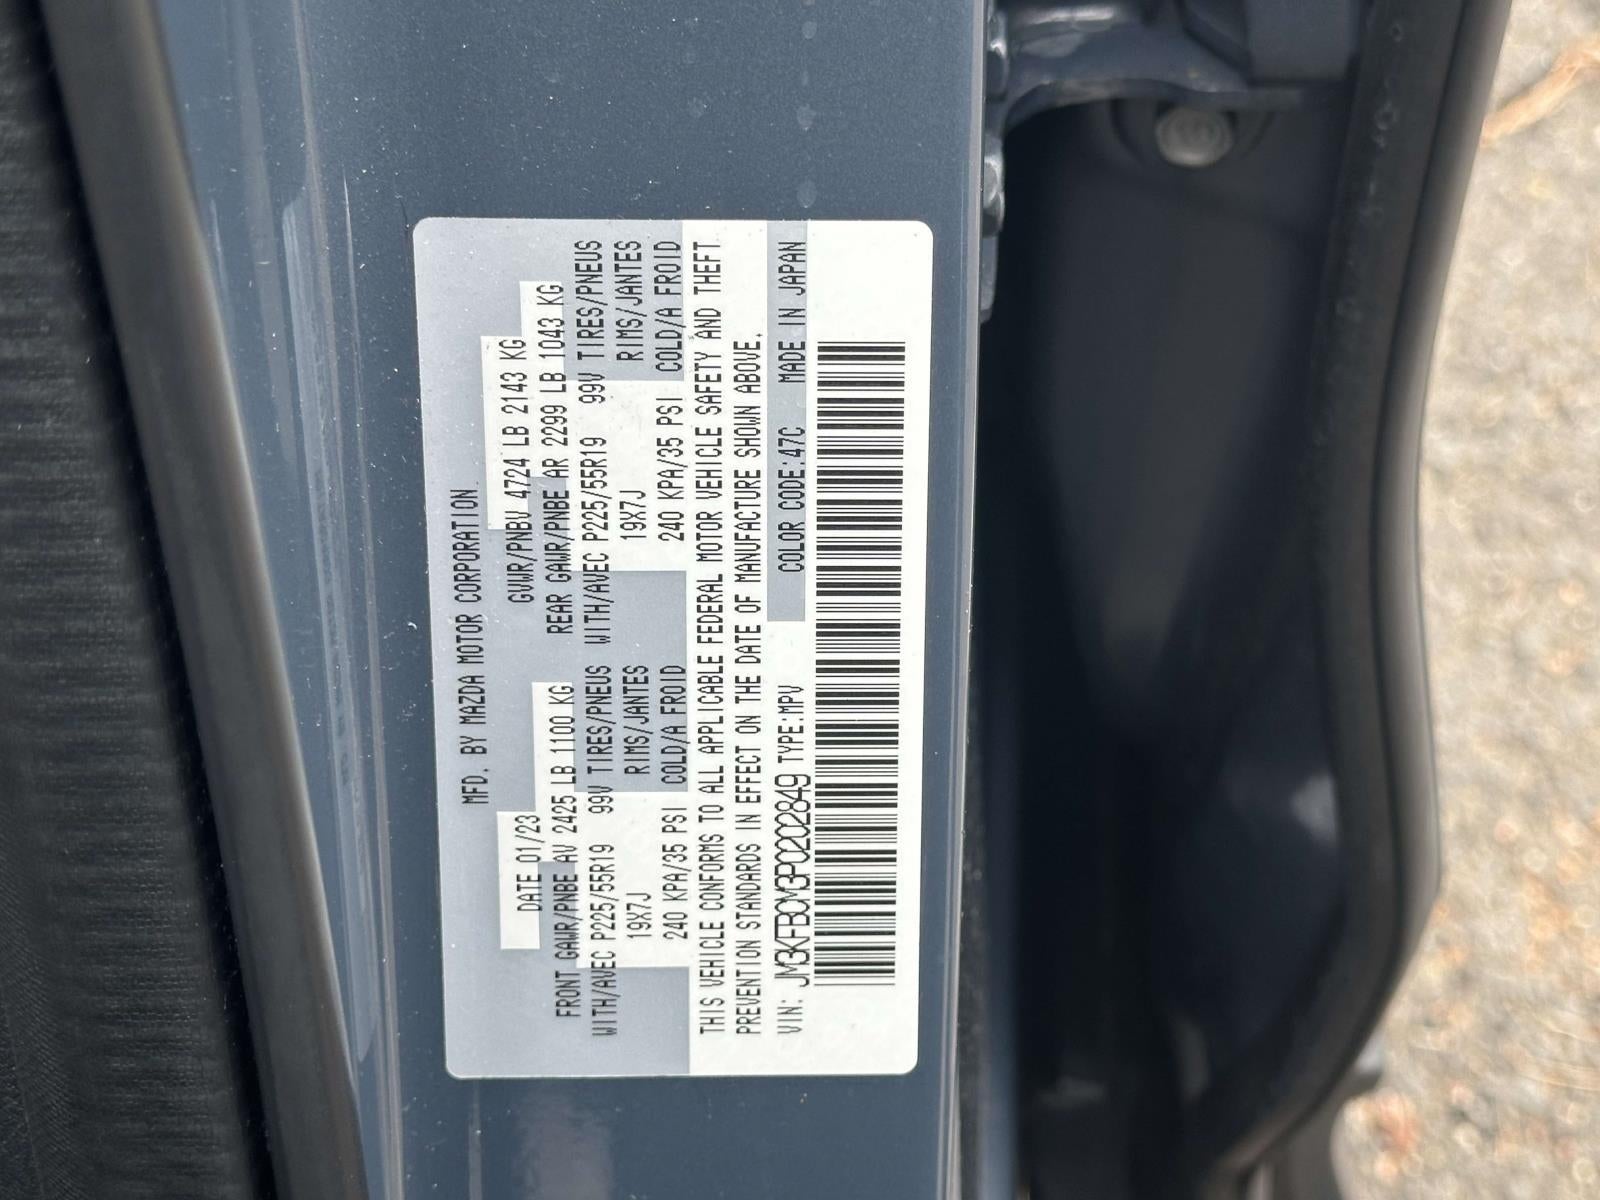 MFD. BY MAZDA MOTOR CORPORATION
DATE 01/23 GVWR/PNBV 4724 LB 2143 KG
FRONT GAWR/PNBE AV 2425 LB 1100 KG REAR GAWR/PNBE AR 2299 LB 1043 KG
WITH/AVEC P225/55R19 99V TIRES/PNEUS WITH/AVEC P225/55R19 99V TIRES/PNEUS
19X7J RIMS/JANTES 19X7J RIMS/JANTES
240 KPA/35 PSI COLD/A FROID 240 KPA/35 PSI COLD/A FROID
THIS VEHICLE CONFORMS TO ALL APPLICABLE FEDERAL MOTOR VEHICLE SAFETY AND THEFT
PREVENTION STANDARDS IN EFFECT ON THE DATE OF MANUFACTURE SHOWN ABOVE.
VIN: JM3KFBCM3P0202849 TYPE:MPV COLOR CODE:47C MADE IN JAPAN